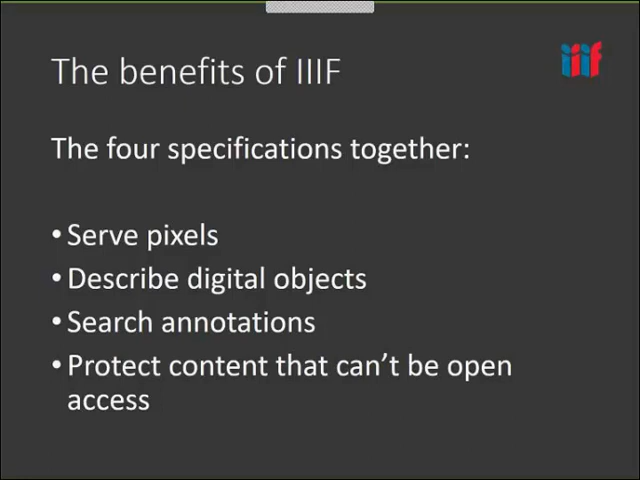 The benefits of IIIF
iiif
The four specifications together:
• Serve pixels
• Describe digital objects
• Search annotations
• Protect content that can’t be open
access